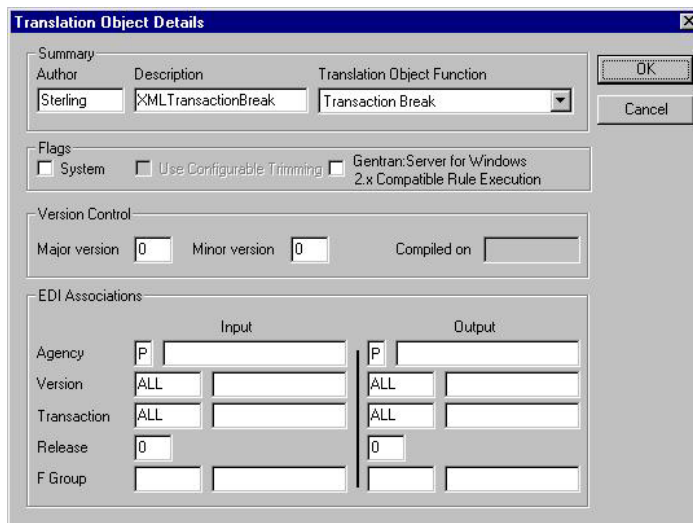 Translation Object Details
Summary
Author Description Translation Object Function
Sterling XMLTransactionBreak Transaction Break
OK
Cancel
Flags
System Use Configurable Trimming Gentran:Server for Windows
2.x Compatible Rule Execution
Version Control
Major version 0 Minor version 0 Compiled on
EDI Associations
Input Output
Agency P P
Version ALL ALL
Transaction ALL ALL
Release 0 0
F Group